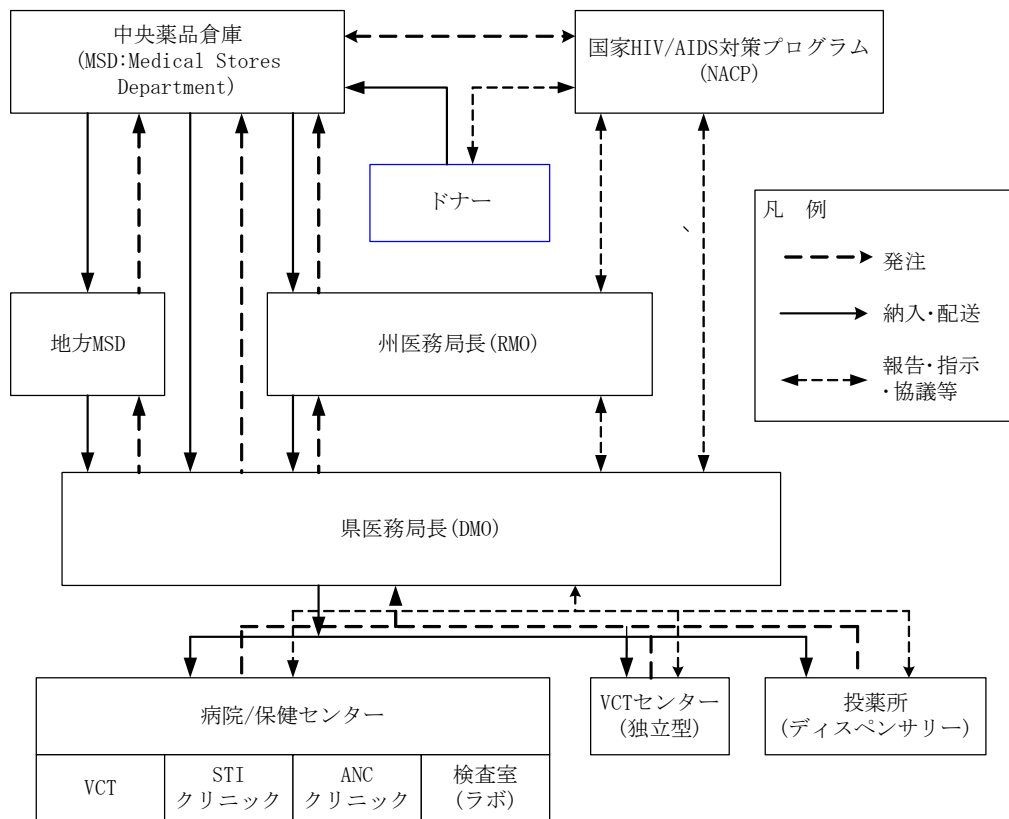 中央薬品倉庫
(MSD:Medical Stores
Department)
国家HIV/AIDS対策プログラム
(NACP)
ドナー
凡　例
発注
納入・配送
報告・指示
・協議等
、
地方MSD
州医務局長(RMO)
県医務局長(DMO)
病院/保健センター
VCTセンター
(独立型)
投薬所
(ディスペンサリー)
VCT
STI
クリニック
ANC
クリニック
検査室
(ラボ)